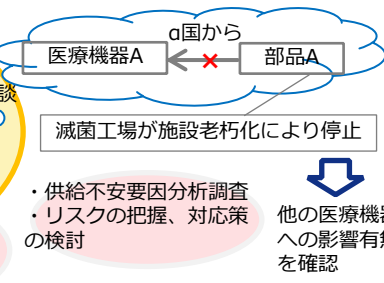 α国から
医療機器A
部品A
談
滅菌工場が施設老朽化により停止
・供給不安要因分析調査
・リスクの把握、対応策
の検討
他の医療機器
への影響有無
を確認